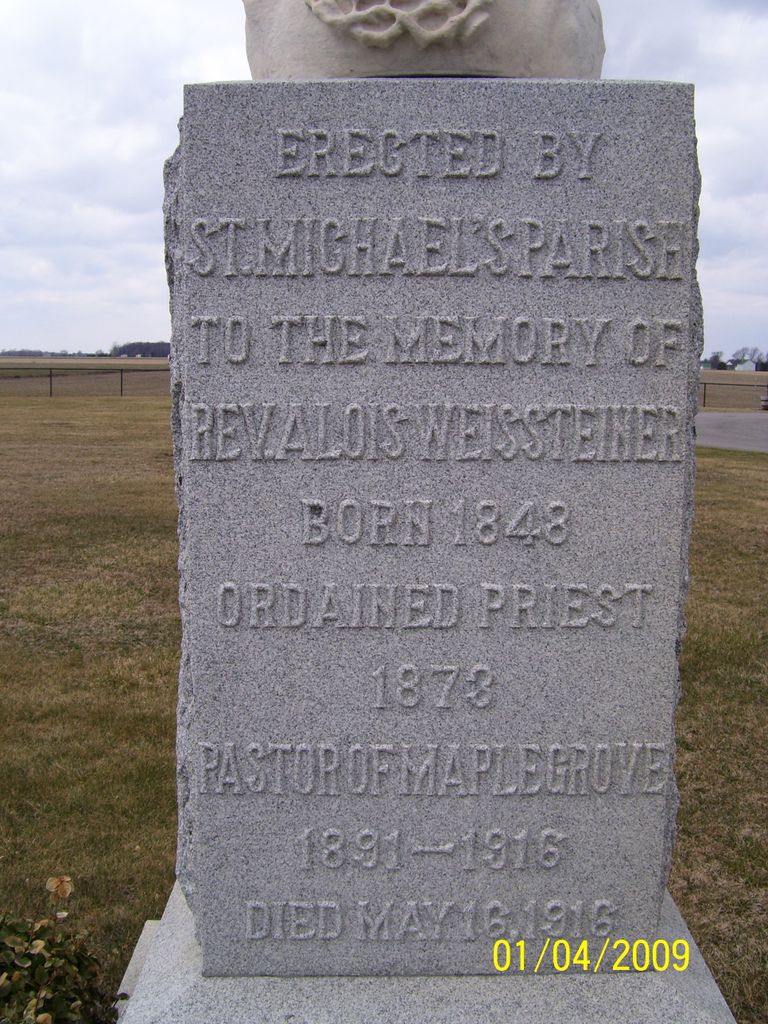 ERECTED BY
ST. MICHAEL'S PARISH
TO THE MEMORY OF
REV. ALOIS WEISSTEINER
BORN 1848
ORDAINED PRIEST
1873
PASTOR OF MAPLE GROVE
1891—1916
DIED MAY 16, 1916
01/04/2009